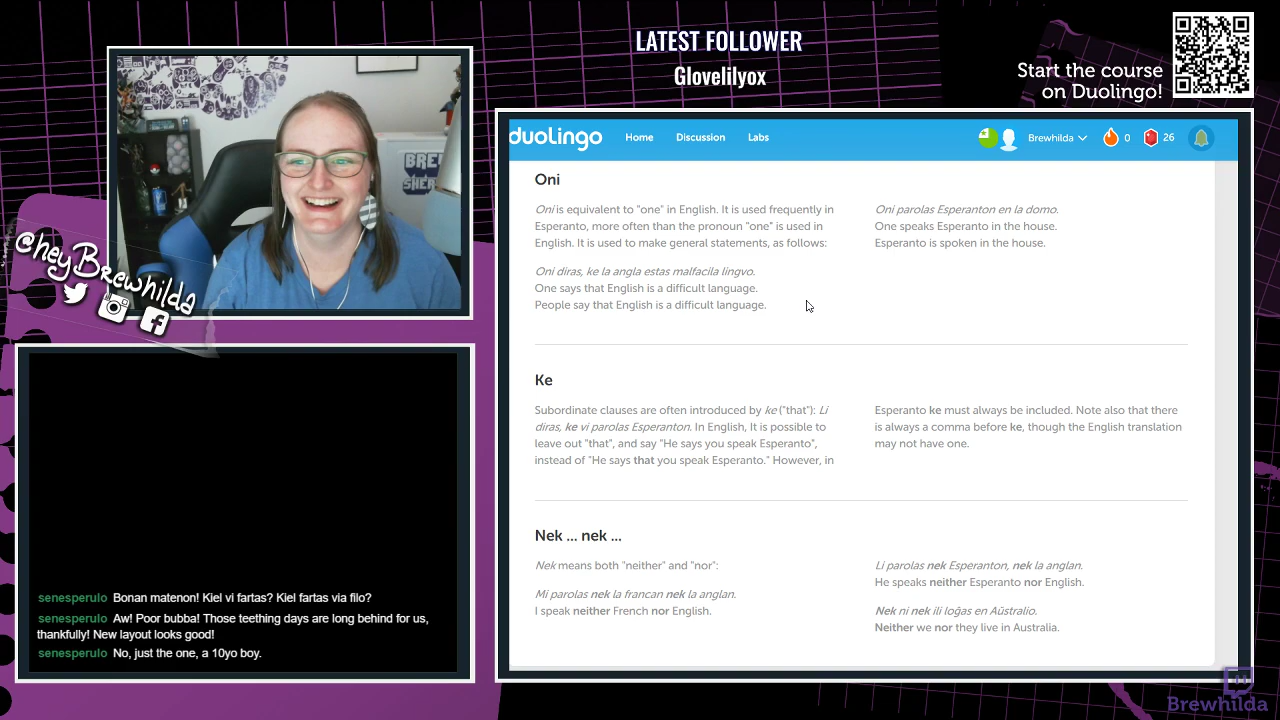 LATEST FOLLOWER
Glovelilyox
Start the course
on Duolingo!
@heyBrewhilda
BREW
SHER
duolingo
Home
Discussion
Labs
Brewhilda
0
26
Oni
Oni is equivalent to "one" in English. It is used frequently in
Esperanto, more often than the pronoun "one" is used in
English. It is used to make general statements, as follows:
Oni diras, ke la angla estas malfacila lingvo.
One says that English is a difficult language.
People say that English is a difficult language.
Oni parolas Esperanton en la domo.
One speaks Esperanto in the house.
Esperanto is spoken in the house.
Ke
Subordinate clauses are often introduced by ke ("that"): Li
diras, ke vi parolas Esperanton. In English, It is possible to
leave out "that", and say "He says you speak Esperanto",
instead of "He says that you speak Esperanto." However, in
Esperanto ke must always be included. Note also that there
is always a comma before ke, though the English translation
may not have one.
Nek ... nek ...
Nek means both "neither" and "nor":
Mi parolas nek la francan nek la anglan.
I speak neither French nor English.
Li parolas nek Esperanton, nek la anglan.
He speaks neither Esperanto nor English.
Nek ni nek ili loĝas en Aŭstralio.
Neither we nor they live in Australia.
senesperulo Bonan matenon! Kiel vi fartas? Kiel fartas via filo?
senesperulo Aw! Poor bubba! Those teething days are long behind for us,
thankfully! New layout looks good!
senesperulo No, just the one, a 10yo boy.
Brewhilda